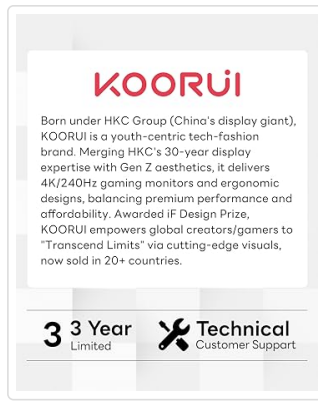 KOORUI
Born under HKC Group (China's display giant),
KOORUI is a youth-centric tech-fashion
brand. Merging HKC's 30-year display
expertise with Gen Z aesthetics, it delivers
4K/240Hz gaming monitors and ergonomic
designs, balancing premium performance and
affordability. Awarded iF Design Prize,
KOORUI empowers global creators/gamers to
"Transcend Limits" via cutting-edge visuals,
now sold in 20+ countries.
3 3 Year
Limited
Technical
Customer Support